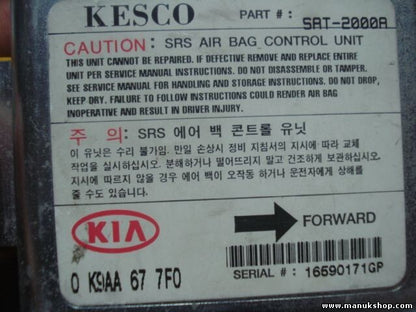 KESCO PART # : SRT-2000A
CAUTION: SRS AIR BAG CONTROL UNIT
THIS UNIT CANNOT BE REPAIRED. IF DEFECTIVE REMOVE AND REPLACE ENTIRE
UNIT PER SERVICE MANUAL INSTRUCTIONS. DO NOT DISASSEMBLE OR TAMPER.
SEE SERVICE MANUAL FOR HANDLING AND STORAGE INSTRUCTIONS. DO NOT DROP,
KEEP DRY. FAILURE TO FOLLOW INSTRUCTIONS COULD RENDER AIR BAG
INOPERATIVE AND RESULT IN DRIVER INJURY.
주 의: SRS 에어 백 콘트롤 유닛
이 유닛은 수리 불가임. 만일 손상시 정비 지침서의 지시에 따라 교체
작업을 실시하십시요. 분해하거나 떨어뜨리지 말고 건조하게 보관하십시요.
지시에 따르지 않을 경우 에어 백이 오작동 하거나 운전자에게 상해를
줄 수도 있습니다.
KIA
FORWARD
0 K9AA 67 7F0
SERIAL # : 16590171GP
www.manukshop.com